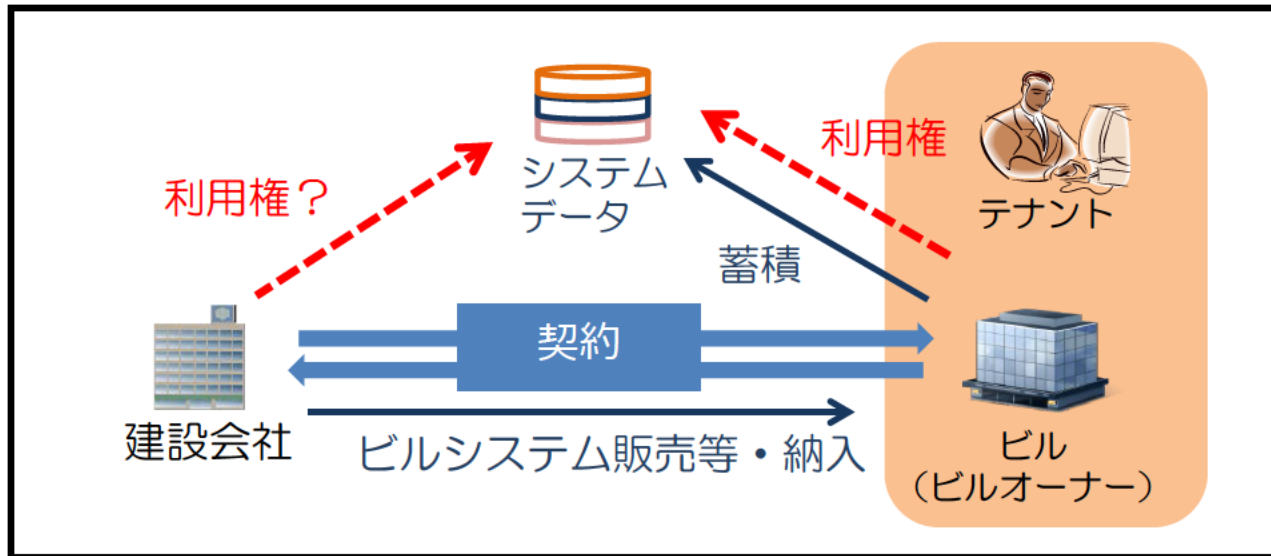 利用権?
システム
データ
利用権
テナント
蓄積
契約
建設会社
ビルシステム販売等・納入
ビル
(ビルオーナー)